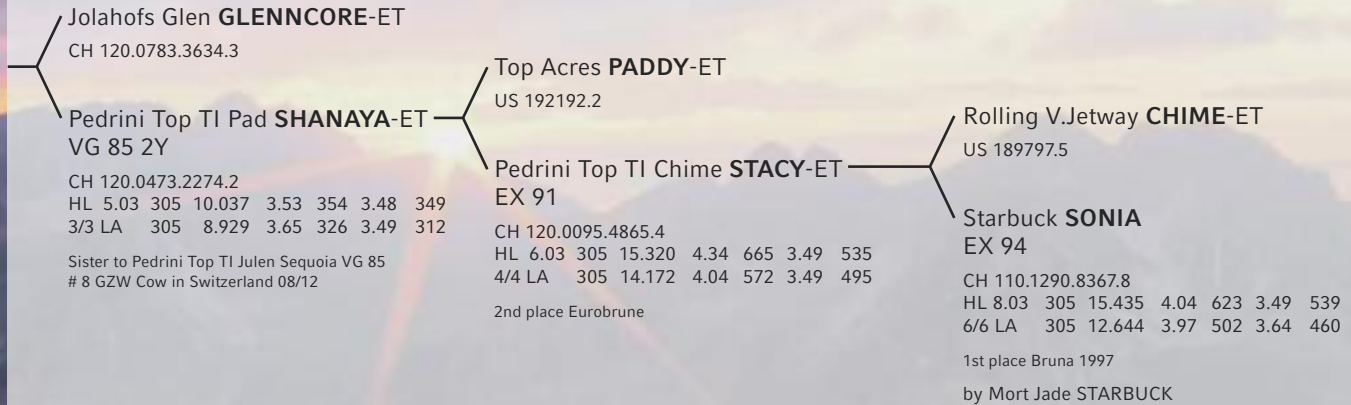 Jolahofs Glen GLENNCORE-ET
CH 120.0783.3634.3
Pedrini Top TI Pad SHANAYA-ET
VG 85 2Y
CH 120.0473.2274.2
HL 5.03 305 10.037 3.53 354 3.48 349
3/3 LA 305 8.929 3.65 326 3.49 312
Sister to Pedrini Top TI Julen Sequoia VG 85
# 8 GZW Cow in Switzerland 08/12
Top Acres PADDY-ET
US 192192.2
Pedrini Top TI Chime STACY-ET
EX 91
CH 120.0095.4865.4
HL 6.03 305 15.320 4.34 665 3.49 535
4/4 LA 305 14.172 4.04 572 3.49 495
2nd place Eurobrune
Rolling V.Jetway CHIME-ET
US 189797.5
Starbuck SONIA
EX 94
CH 110.1290.8367.8
HL 8.03 305 15.435 4.04 623 3.49 539
6/6 LA 305 12.644 3.97 502 3.64 460
1st place Bruna 1997
by Mort Jade STARBUCK